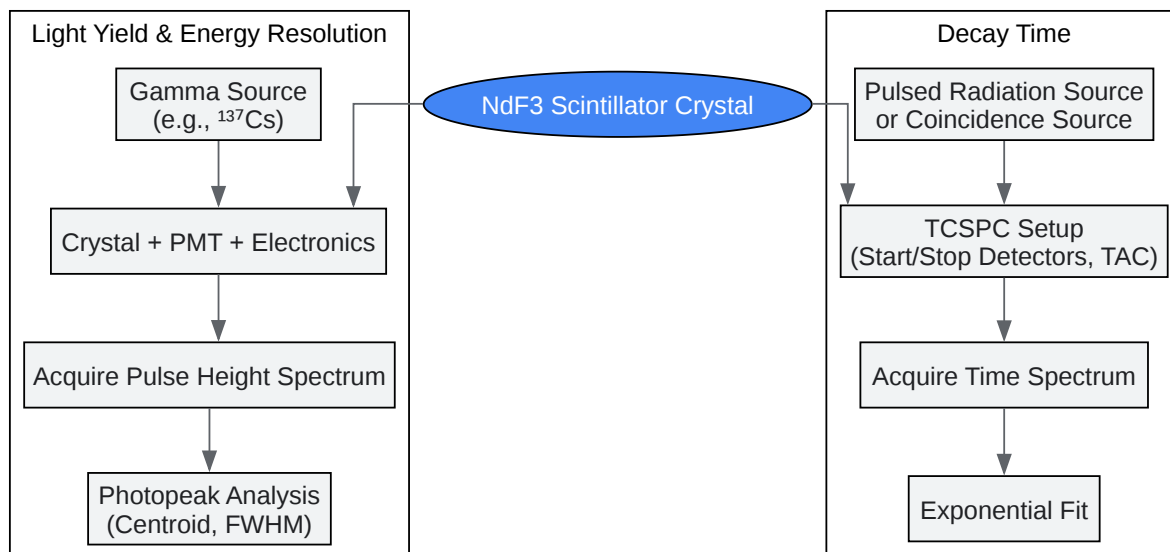 Light Yield & Energy Resolution
Gamma Source
(e.g., ¹³⁷Cs)
Crystal + PMT + Electronics
Acquire Pulse Height Spectrum
Photopeak Analysis
(Centroid, FWHM)
NdF3 Scintillator Crystal
Decay Time
Pulsed Radiation Source
or Coincidence Source
TCSPC Setup
(Start/Stop Detectors, TAC)
Acquire Time Spectrum
Exponential Fit